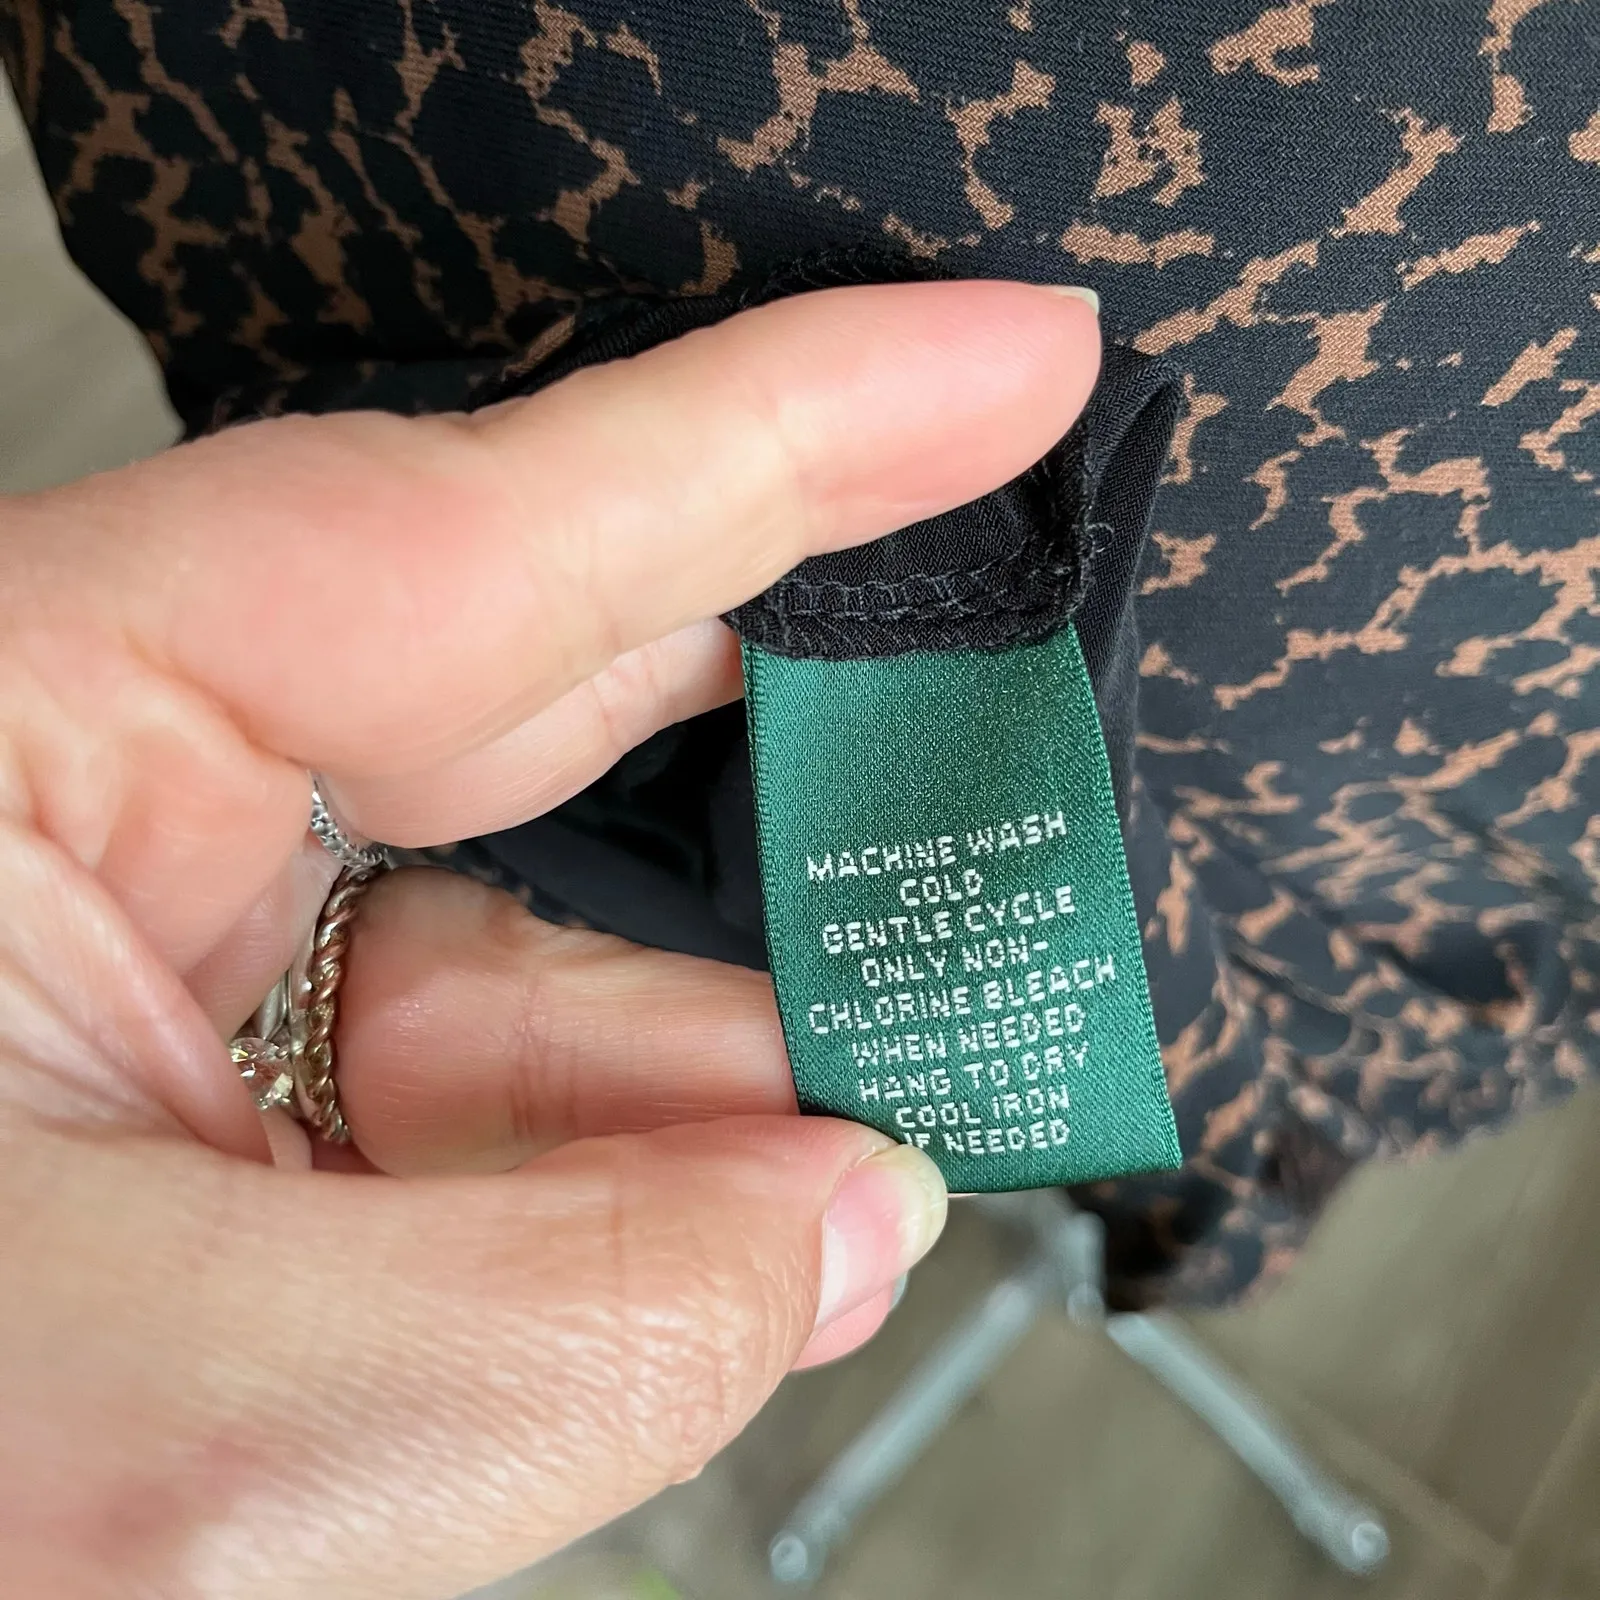 MACHINE WASH
COLD
GENTLE CYCLE
ONLY NON-
CHLORINE BLEACH
WHEN NEEDED
HANG TO DRY
COOL IRON
IF NEEDED